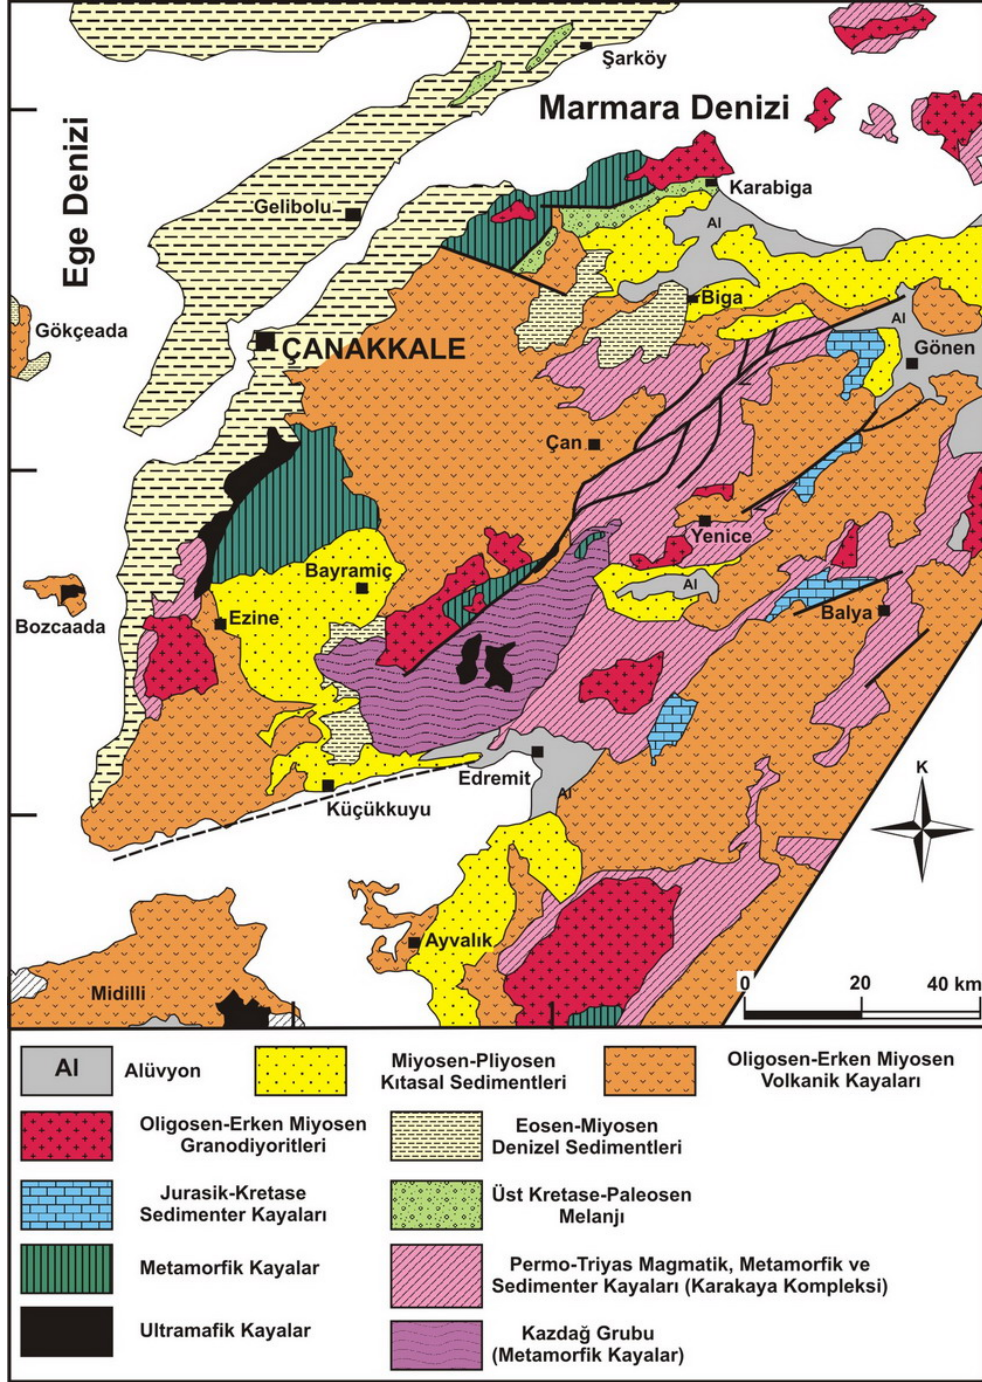 Şarköy
Marmara Denizi
Ege Denizi
Karabiga
Gelibolu
Al
Biga
Gökçeada
Al
ÇANAKKALE
Gönen
Çan
Yenice
Bayramiç
Al
Bozcaada
Ezine
Balya
K
Edremit
Küçükkuyu
Al
Ayvalık
Midilli
0 20 40 km
Al
Alüvyon
Miyosen-Pliyosen
Kıtasal Sedimentleri
Oligosen-Erken Miyosen
Volkanik Kayaları
Oligosen-Erken Miyosen
Granodiyoritleri
Eosen-Miyosen
Denizel Sedimentleri
Jurasik-Kretase
Sedimenter Kayaları
Üst Kretase-Paleosen
Melanjı
Metamorfik Kayalar
Permo-Triyas Magmatik, Metamorfik ve
Sedimenter Kayaları (Karakaya Kompleksi)
Ultramafik Kayalar
Kazdağ Grubu
(Metamorfik Kayalar)